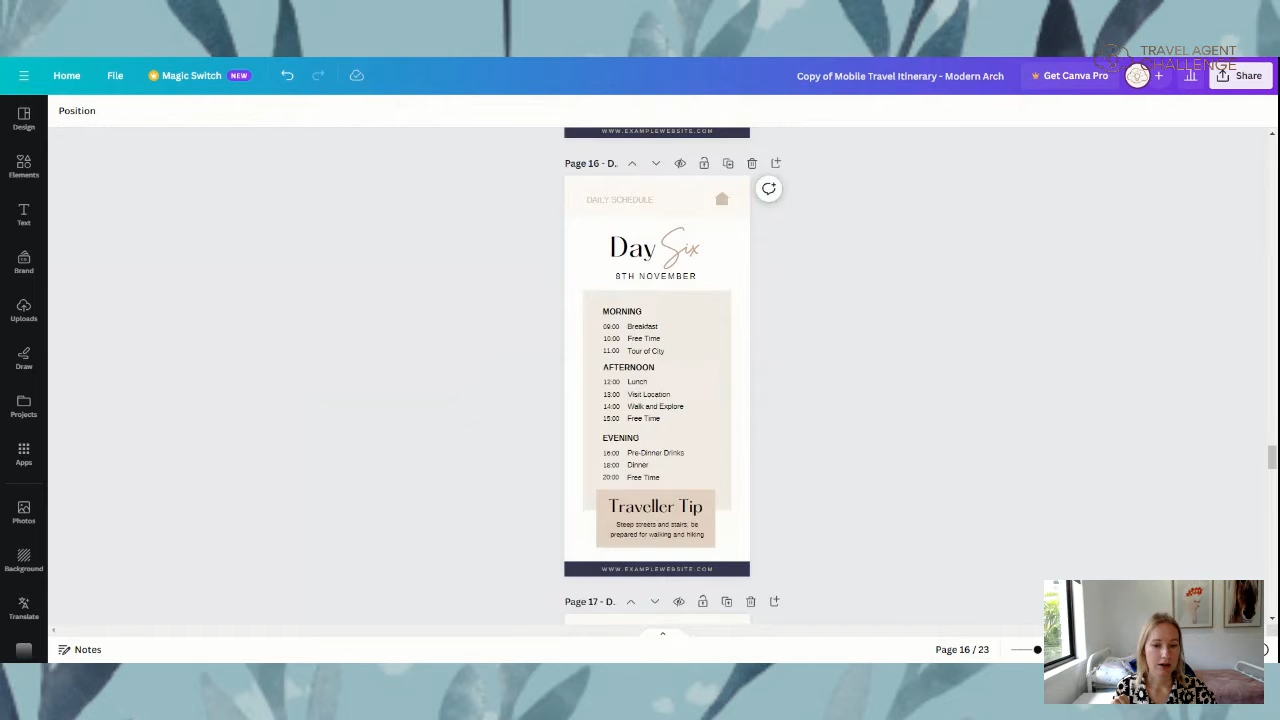 TRAVEL AGENT
CHALLENGE
Home
File
Magic Switch
NEW
Copy of Mobile Travel Itinerary - Modern Arch
Get Canva Pro
Share
Position
Design
Elements
Text
Brand
Uploads
Draw
Projects
Apps
Photos
Background
Translate
WWW.EXAMPLEWEBSITE.COM
Page 16 - D..
DAILY SCHEDULE
Day Six
8TH NOVEMBER
MORNING
09:00 Breakfast
10:00 Free Time
11:00 Tour of City
AFTERNOON
12:00 Lunch
13:00 Visit Location
14:00 Walk and Explore
15:00 Free Time
EVENING
16:00 Pre-Dinner Drinks
18:00 Dinner
20:00 Free Time
Traveller Tip
Steep streets and stairs, be
prepared for walking and hiking
WWW.EXAMPLEWEBSITE.COM
Page 17 - D..
Notes
Page 16 / 23